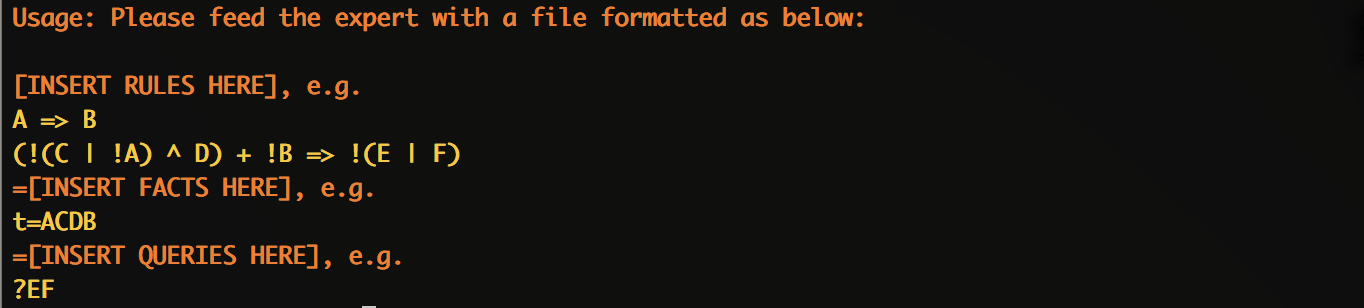 Usage: Please feed the expert with a file formatted as below:
[INSERT RULES HERE], e.g.
A => B
(!(C | !A) ^ D) + !B => !(E | F)
=[INSERT FACTS HERE], e.g.
t=ACDB
=[INSERT QUERIES HERE], e.g.
?EF